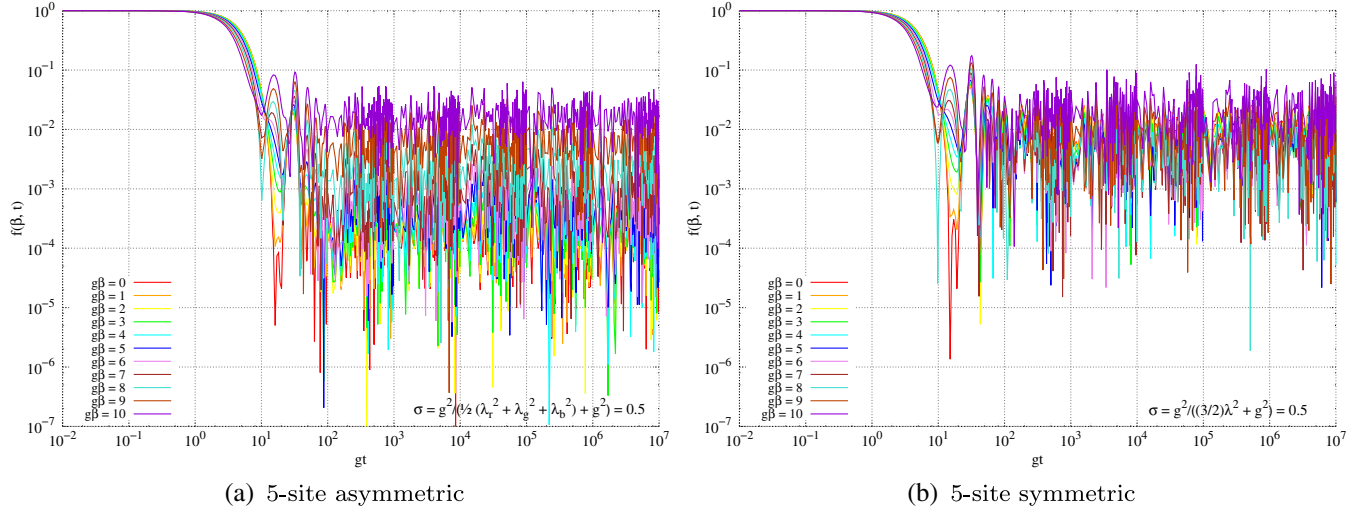 10^0
10^-1
10^-2
10^-3
10^-4
10^-5
10^-6
10^-7
f(β, t)
gβ = 0
gβ = 1
gβ = 2
gβ = 3
gβ = 4
gβ = 5
gβ = 6
gβ = 7
gβ = 8
gβ = 9
gβ = 10
σ = g^2/(½ (λ_r^2 + λ_g^2 + λ_b^2) + g^2) = 0.5
10^-2 10^-1 10^0 10^1 10^2 10^3 10^4 10^5 10^6 10^7
gt
(a) 5-site asymmetric
10^0
10^-1
10^-2
10^-3
10^-4
10^-5
10^-6
10^-7
f(β, t)
gβ = 0
gβ = 1
gβ = 2
gβ = 3
gβ = 4
gβ = 5
gβ = 6
gβ = 7
gβ = 8
gβ = 9
gβ = 10
σ = g^2/((3/2)λ^2 + g^2) = 0.5
10^-2 10^-1 10^0 10^1 10^2 10^3 10^4 10^5 10^6 10^7
gt
(b) 5-site symmetric